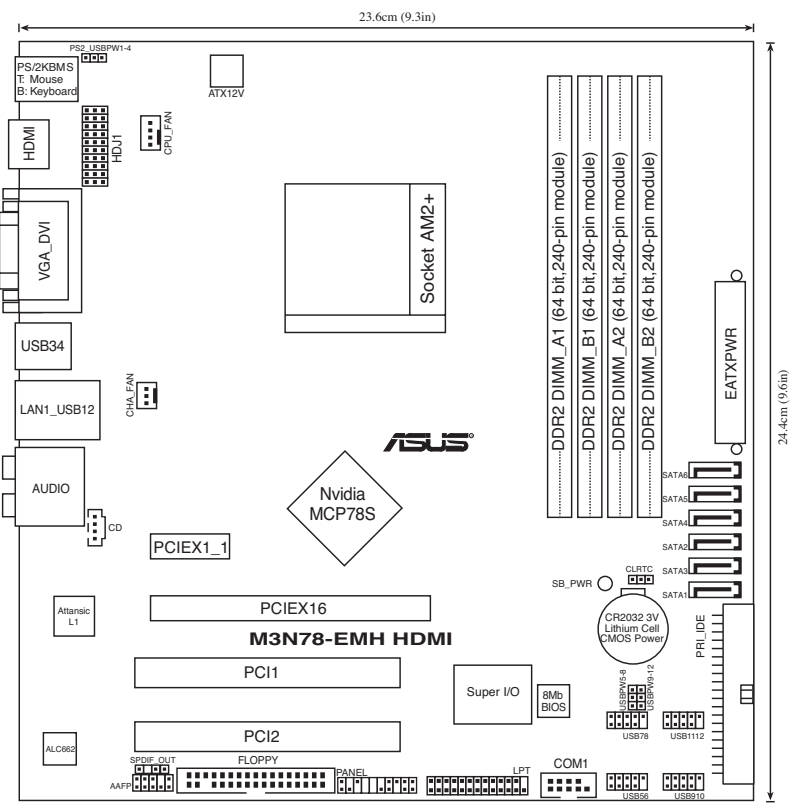 23.6cm (9.3in)
PS2_USBPW1-4
PS/2KBMS
T: Mouse
B: Keyboard
ATX12V
CPU_FAN
HDJ1
HDMI
VGA_DVI
Socket AM2+
DDR2 DIMM_A1 (64 bit,240-pin module)
DDR2 DIMM_B1 (64 bit,240-pin module)
DDR2 DIMM_A2 (64 bit,240-pin module)
DDR2 DIMM_B2 (64 bit,240-pin module)
EATXPWR
24.4cm (9.6in)
USB34
LAN1_USB12
CHA_FAN
ASUS
AUDIO
CD
Nvidia
MCP78S
SATA6
SATA5
SATA4
SATA2
SATA3
SATA1
PCIEX1_1
CLRTC
SB_PWR
CR2032 3V
Lithium Cell
CMOS Power
PRI_IDE
Attansic
L1
PCIEX16
M3N78-EMH HDMI
PCI1
Super I/O
8Mb
BIOS
USBPW5-8
USBPW9-12
USB78
USB1112
PCI2
ALC662
SPDIF_OUT
AAFP
FLOPPY
PANEL
LPT
COM1
USB56
USB910